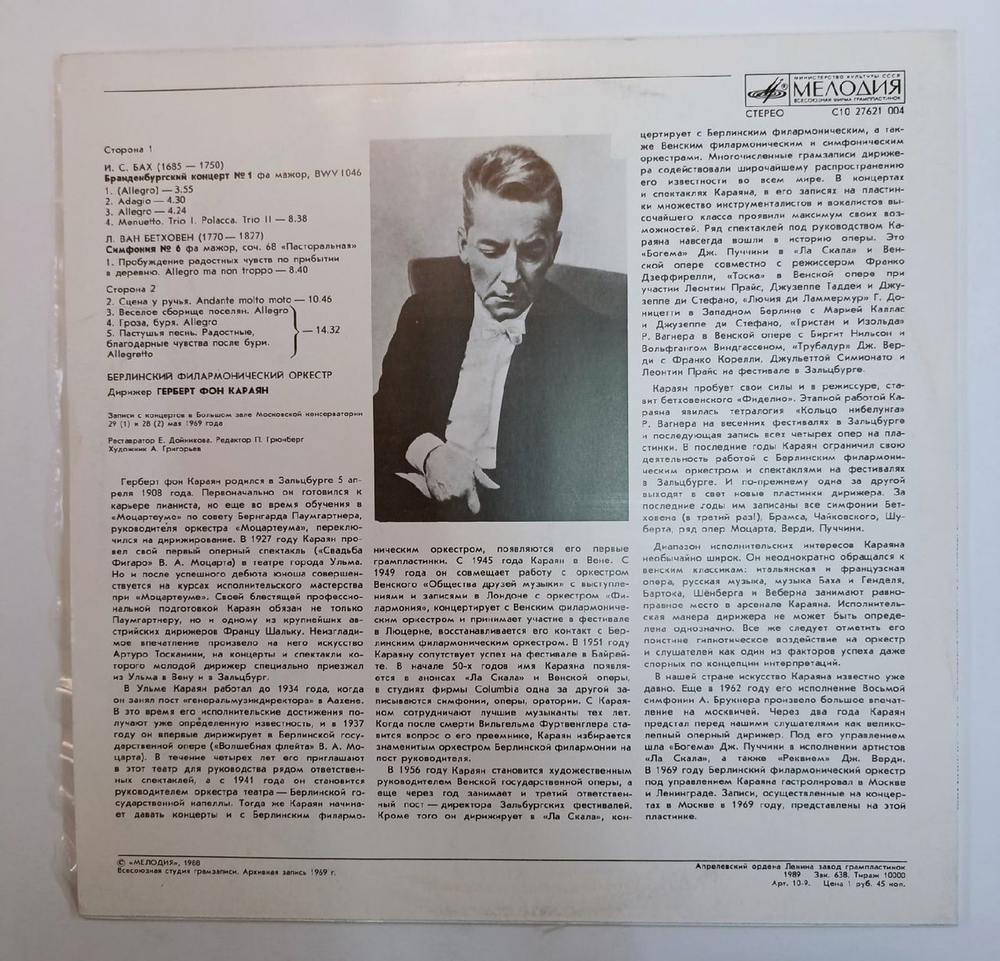 МИНИСТЕРСТВО КУЛЬТУРЫ СССР
МЕЛОДИЯ
ВСЕСОЮЗНАЯ ФИРМА ГРАМПЛАСТИНОК
СТЕРЕО С10 27621 004
Сторона 1
И. С. БАХ (1685 — 1750)
Бранденбургский концерт № 1 фа мажор, BWV 1046
1. (Allegro) — 3.55
2. Adagio — 4.30
3. Allegro — 4.24
4. Menuetto. Trio I. Polacca. Trio II — 8.38
Л. ВАН БЕТХОВЕН (1770 — 1827)
Симфония № 6 фа мажор, соч. 68 «Пасторальная»
1. Пробуждение радостных чувств по прибытии
в деревню. Allegro ma non troppo — 8.40
Сторона 2
2. Сцена у ручья. Andante molto moto — 10.46
3. Веселое сборище поселян. Allegro
4. Гроза, буря. Allegro
5. Пастушья песнь. Радостные,
благодарные чувства после бури.
Allegretto
— 14.32
БЕРЛИНСКИЙ ФИЛАРМОНИЧЕСКИЙ ОРКЕСТР
Дирижер ГЕРБЕРТ ФОН КАРАЯН
Записи с концертов в Большом зале Московской консерватории
29 (1) и 28 (2) мая 1969 года
Реставратор Е. Дойникова. Редактор П. Грюнберг
Художник А. Григорьев
Герберт фон Караян родился в Зальцбурге 5 ап-
реля 1908 года. Первоначально он готовился к
карьере пианиста, но еще во время обучения в
«Моцартеуме» по совету Бернгарда Паумгартнера,
руководителя оркестра «Моцартеума», переклю-
чился на дирижирование. В 1927 году Караян про-
вел свой первый оперный спектакль («Свадьба
Фигаро» В. А. Моцарта) в театре города Ульма.
Но и после успешного дебюта юноша совершен-
ствуется на курсах исполнительского мастерства
при «Моцартеуме». Своей блестящей профессио-
нальной подготовкой Караян обязан не только
Паумгартнеру, но и одному из крупнейших ав-
стрийских дирижеров Францу Шальку. Неизглади-
мое впечатление произвело на него искусство
Артуро Тосканини, на концерты и спектакли ко-
торого молодой дирижер специально приезжал
из Ульма в Вену и в Зальцбург.
В Ульме Караян работал до 1934 года, когда
он занял пост «генеральмузикдиректора» в Аахене.
В это время его исполнительские достижения по-
лучают уже определенную известность, и в 1937
году он впервые дирижирует в Берлинской госу-
дарственной опере («Волшебная флейта» В. А. Мо-
царта). В течение четырех лет его приглашают
в этот театр для руководства рядом ответствен-
ных спектаклей, а с 1941 года он становится
руководителем оркестра театра — Берлинской го-
сударственной капеллы. Тогда же Караян начина-
ет давать концерты и с Берлинским филармо-
ническим оркестром, появляются его первые
грампластинки. С 1945 года Караян в Вене. С
1949 года он совмещает работу с оркестром
Венского «Общества друзей музыки» с выступле-
ниями и записями в Лондоне с оркестром «Фи-
лармония», концертирует с Венским филармониче-
ским оркестром и принимает участие в фестивале
в Люцерне, восстанавливается его контакт с Бер-
линским филармоническим оркестром. В 1951 году
Караяну сопутствует успех на фестивале в Байрей-
те. В начале 50-х годов имя Караяна появля-
ется в анонсах «Ла Скала» и Венской оперы,
в студиях фирмы Columbia одна за другой за-
писываются симфонии, оперы, оратории. С Карая-
ном сотрудничают лучшие музыканты тех лет.
Когда после смерти Вильгельма Фуртвенглера ста-
вится вопрос о его преемнике, Караян избирается
знаменитым оркестром Берлинской филармонии на
пост руководителя.
В 1956 году Караян становится художественным
руководителем Венской государственной оперы, а
еще через год занимает и третий ответствен-
ный пост — директора Зальбургских фестивалей.
Кроме того он дирижирует в «Ла Скала», кон-
цертирует с Берлинским филармоническим, а так-
же Венским филармоническим и симфоническим
оркестрами. Многочисленные грамзаписи дириже-
ра содействовали широчайшему распространению
его известности во всем мире. В концертах
и спектаклях Караяна, в его записях на пластин-
ки множество инструменталистов и вокалистов вы-
сочайшего класса проявили максимум своих воз-
можностей. Ряд спектаклей под руководством Ка-
раяна навсегда вошли в историю оперы. Это
«Богема» Дж. Пуччини в «Ла Скала» и Вен-
ской опере совместно с режиссером Франко
Дзеффирелли, «Тоска» в Венской опере при
участии Леонтин Прайс, Джузеппе Таддеи и Джу-
зеппе ди Стефано, «Лючия ди Ламмермур» Г. До-
ницетти в Западном Берлине с Марией Каллас
и Джузеппе ди Стефано, «Тристан и Изольда»
Р. Вагнера в Венской опере с Биргит Нильсон и
Вольфгангом Виндгассеном, «Трубадур» Дж. Вер-
ди с Франко Корелли, Джульеттой Симионато и
Леонтин Прайс на фестивале в Зальцбурге.
Караян пробует свои силы и в режиссуре, ста-
вит бетховенского «Фиделио». Этапной работой Ка-
раяна явилась тетралогия «Кольцо нибелунга»
Р. Вагнера на весенних фестивалях в Зальцбурге
и последующая запись всех четырех опер на пла-
стинки. В последние годы Караян ограничил свою
деятельность работой с Берлинским филармони-
ческим оркестром и спектаклями на фестивалях
в Зальцбурге. И по-прежнему одна за другой
выходят в свет новые пластинки дирижера. За
последние годы им записаны все симфонии Бет-
ховена (в третий раз!), Брамса, Чайковского, Шу-
берта, ряд опер Моцарта, Верди, Пуччини.
Диапазон исполнительских интересов Караяна
необычайно широк. Он неоднократно обращался к
венским классикам; итальянская и французская
опера, русская музыка, музыка Баха и Генделя,
Бартока, Шёнберга и Веберна занимают равно-
правное место в арсенале Караяна. Исполнитель-
ская манера дирижера не может быть опреде-
лена однозначно. Все же следует отметить его
поистине гипнотическое воздействие на оркестр
и слушателей как один из факторов успеха даже
спорных по концепции интерпретаций.
В нашей стране искусство Караяна известно уже
давно. Еще в 1962 году его исполнение Восьмой
симфонии А. Брукнера произвело большое впечат-
ление на москвичей. Через два года Караян
предстал перед нашими слушателями как велико-
лепный оперный дирижер. Под его управлением
шла «Богема» Дж. Пуччини в исполнении артистов
«Ла Скала», а также «Реквием» Дж. Верди.
В 1969 году Берлинский филармонический оркестр
под управлением Караяна гастролировал в Москве
и Ленинграде. Записи, осуществленные на концер-
тах в Москве в 1969 году, представлены на этой
пластинке.
© «МЕЛОДИЯ», 1988
Всесоюзная студия грамзаписи. Архивная запись 1969 г.
Апрелевский ордена Ленина завод грампластинок
1989 Зак. 638. Тираж 10000
Арт. 10-9. Цена 1 руб. 45 коп.